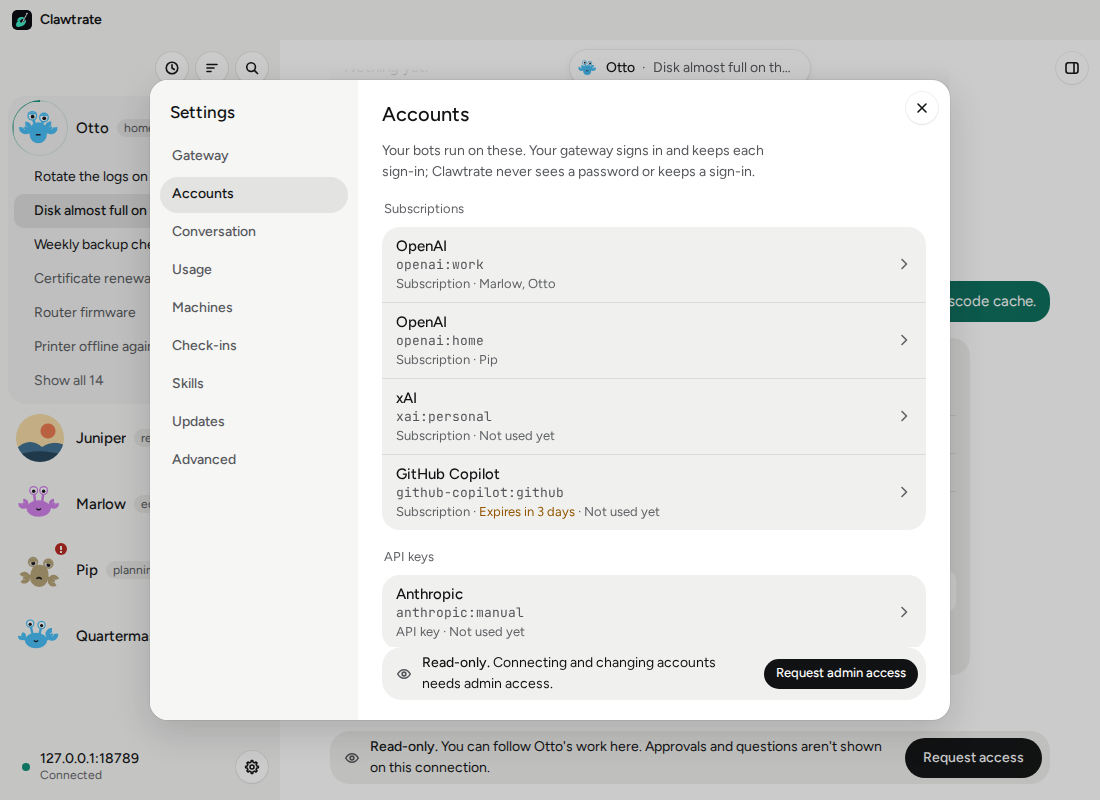 Clawtrate
Otto · Disk almost full on th...
Otto
Rotate the logs on
Disk almost full on
Weekly backup che
Certificate renewa
Router firmware
Printer offline again
Show all 14
Juniper
Marlow
Pip
Quarterma
127.0.0.1:18789
Connected
Settings
Gateway
Accounts
Conversation
Usage
Machines
Check-ins
Skills
Updates
Advanced
Accounts
Your bots run on these. Your gateway signs in and keeps each
sign-in; Clawtrate never sees a password or keeps a sign-in.
Subscriptions
OpenAI
openai:work
Subscription · Marlow, Otto
OpenAI
openai:home
Subscription · Pip
xAI
xai:personal
Subscription · Not used yet
GitHub Copilot
github-copilot:github
Subscription · Expires in 3 days · Not used yet
API keys
Anthropic
anthropic:manual
API key · Not used yet
Read-only. Connecting and changing accounts
needs admin access.
Request admin access
scode cache.
Read-only. You can follow Otto's work here. Approvals and questions aren't shown
on this connection.
Request access